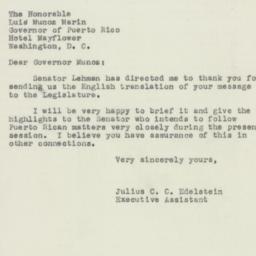 The Honorable
Luis Munoz Marin
Governor of Puerto Rico
Hotel Mayflower
Washington, D. C.
Dear Governor Munoz:
Senator Lehman has directed me to thank you fo
sending us the English translation of your message
to the Legislature.
I will be very happy to brief it and give the
highlights to the Senator who intends to follow
Puerto Rican matters very closely during the presen
session. I believe you have assurance of this in
other connections.
Very sincerely yours,
Julius C. C. Edelstein
Executive Assistant